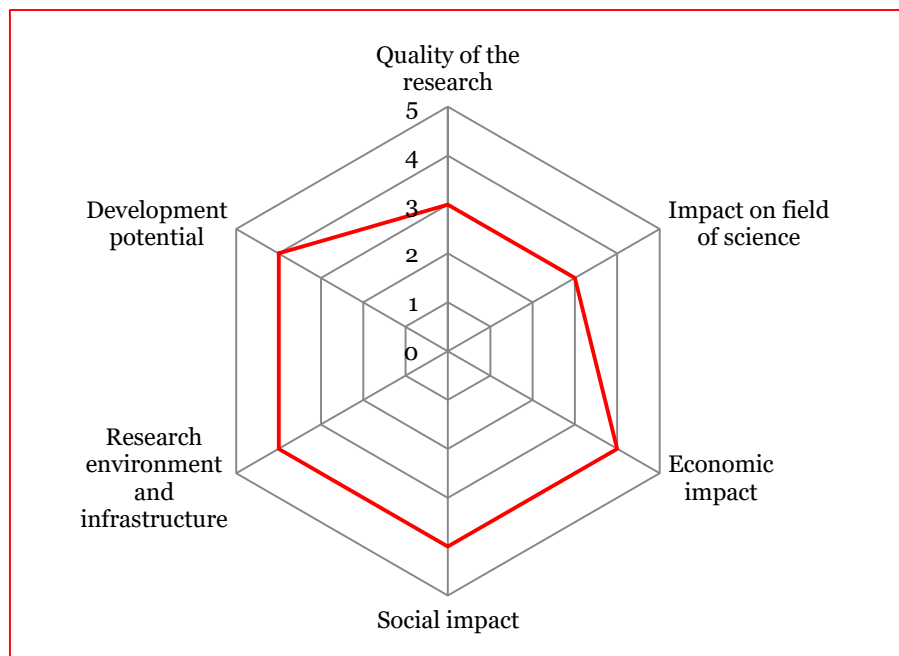 Quality of the
research
5
4
Development
potential
3
Impact on field
of science
2
1
0
Research
environment
and
infrastructure
Economic
impact
Social impact